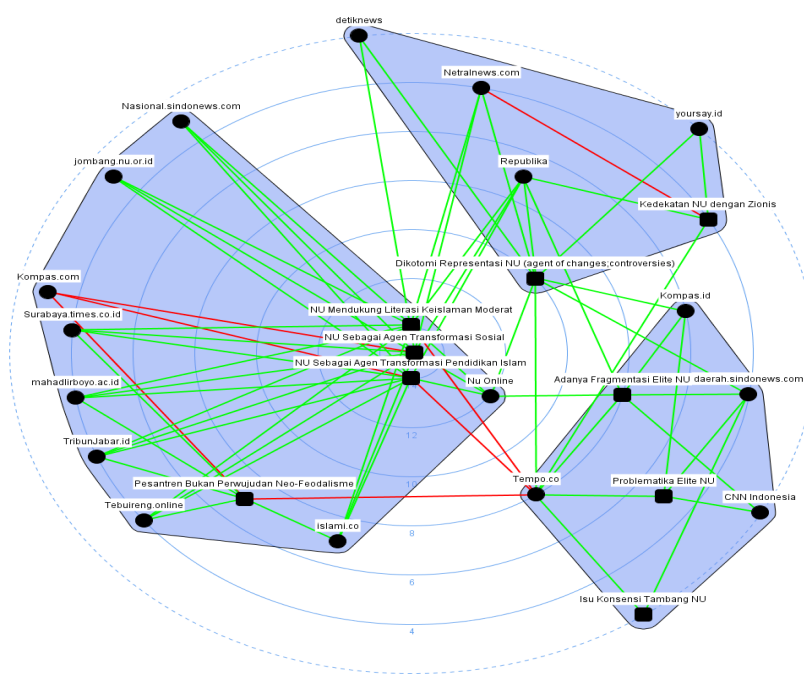 detiknews
Netralnews.com
Nasional.sindonews.com
yoursay.id
jombang.nu.or.id
Republika
Kedekatan NU dengan Zionis
Dikotomi Representasi NU (agent of changes;controversies)
Kompas.com
Kompas.id
Surabaya.times.co.id
NU Mendukung Literasi Keislaman Moderat
NU Sebagai Agen Transformasi Sosial
NU Sebagai Agen Transformasi Pendidikan Islam
mahadlirboyo.ac.id
Nu Online
Adanya Fragmentasi Elite NU
daerah.sindonews.com
12
TribunJabar.id
Pesantren Bukan Perwujudan Neo-Feodalisme
10
Tempo.co
Problematika Elite NU
Tebuireng.online
CNN Indonesia
islami.co
8
6
Isu Konsensi Tambang NU
4